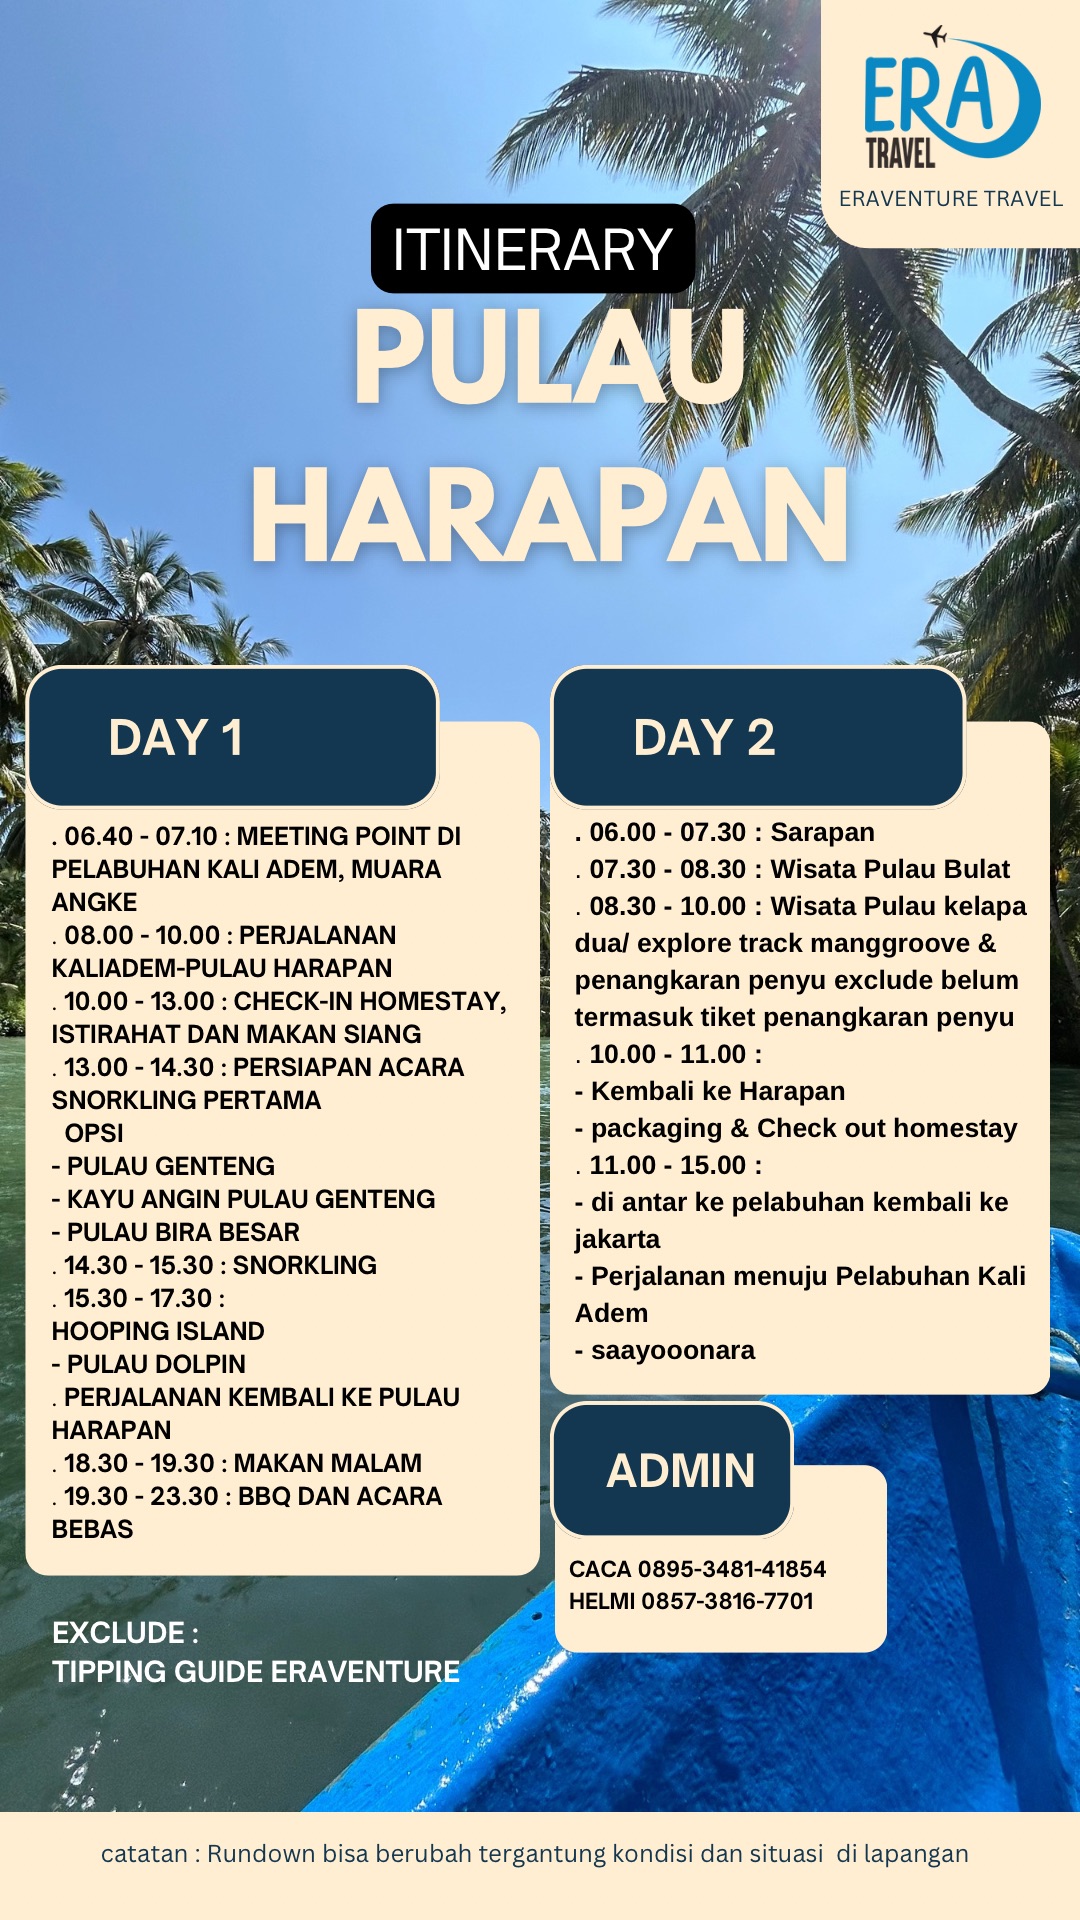 ERA
TRAVEL
ERAVENTURE TRAVEL
ITINERARY
PULAU
HARAPAN
DAY 1
. 06.40 - 07.10 : MEETING POINT DI
PELABUHAN KALI ADEM, MUARA
ANGKE
. 08.00 - 10.00 : PERJALANAN
KALIADEM-PULAU HARAPAN
. 10.00 - 13.00 : CHECK-IN HOMESTAY,
ISTIRAHAT DAN MAKAN SIANG
. 13.00 - 14.30 : PERSIAPAN ACARA
SNORKLING PERTAMA
OPSI
- PULAU GENTENG
- KAYU ANGIN PULAU GENTENG
- PULAU BIRA BESAR
. 14.30 - 15.30 : SNORKLING
. 15.30 - 17.30 :
HOOPING ISLAND
- PULAU DOLPIN
. PERJALANAN KEMBALI KE PULAU
HARAPAN
. 18.30 - 19.30 : MAKAN MALAM
. 19.30 - 23.30 : BBQ DAN ACARA
BEBAS
EXCLUDE :
TIPPING GUIDE ERAVENTURE
DAY 2
. 06.00 - 07.30 : Sarapan
. 07.30 - 08.30 : Wisata Pulau Bulat
. 08.30 - 10.00 : Wisata Pulau kelapa
dua/ explore track manggroove &
penangkaran penyu exclude belum
termasuk tiket penangkaran penyu
. 10.00 - 11.00 :
- Kembali ke Harapan
- packaging & Check out homestay
. 11.00 - 15.00 :
- di antar ke pelabuhan kembali ke
jakarta
- Perjalanan menuju Pelabuhan Kali
Adem
- saayooonara
ADMIN
CACA 0895-3481-41854
HELMI 0857-3816-7701
catatan : Rundown bisa berubah tergantung kondisi dan situasi  di lapangan